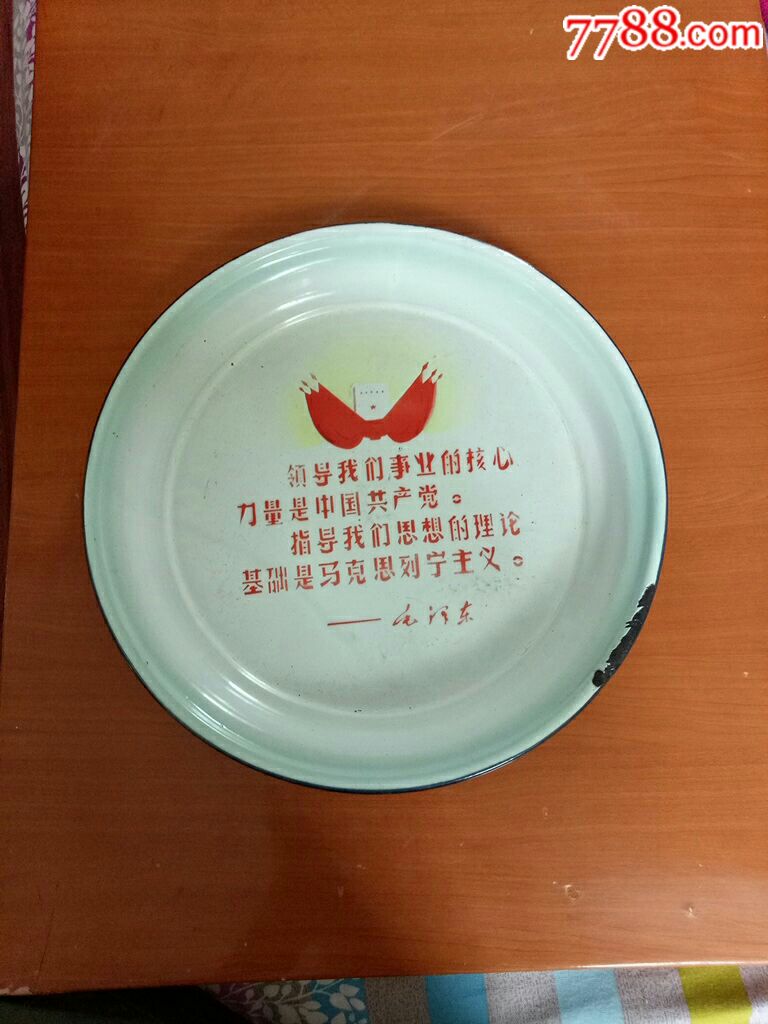 7788.com
领导我们事业的核心
力量是中国共产党。
指导我们思想的理论
基础是马克思列宁主义。
——毛泽东